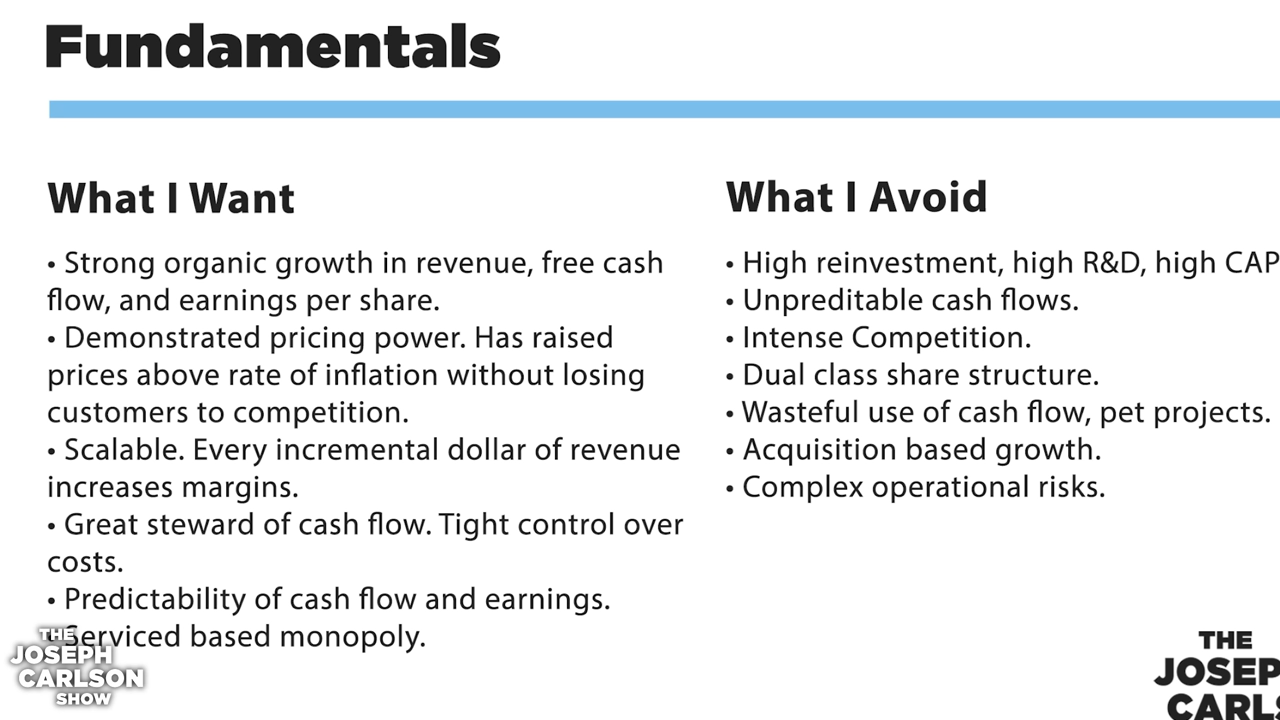 Fundamentals
What I Want
• Strong organic growth in revenue, free cash
flow, and earnings per share.
• Demonstrated pricing power. Has raised
prices above rate of inflation without losing
customers to competition.
• Scalable. Every incremental dollar of revenue
increases margins.
• Great steward of cash flow. Tight control over
costs.
• Predictability of cash flow and earnings.
Serviced based monopoly.
What I Avoid
• High reinvestment, high R&D, high CAP
• Unpreditable cash flows.
• Intense Competition.
• Dual class share structure.
• Wasteful use of cash flow, pet projects.
• Acquisition based growth.
• Complex operational risks.
THE
JOSEPH
CARLSON
SHOW
THE
JOSEP
CARLS